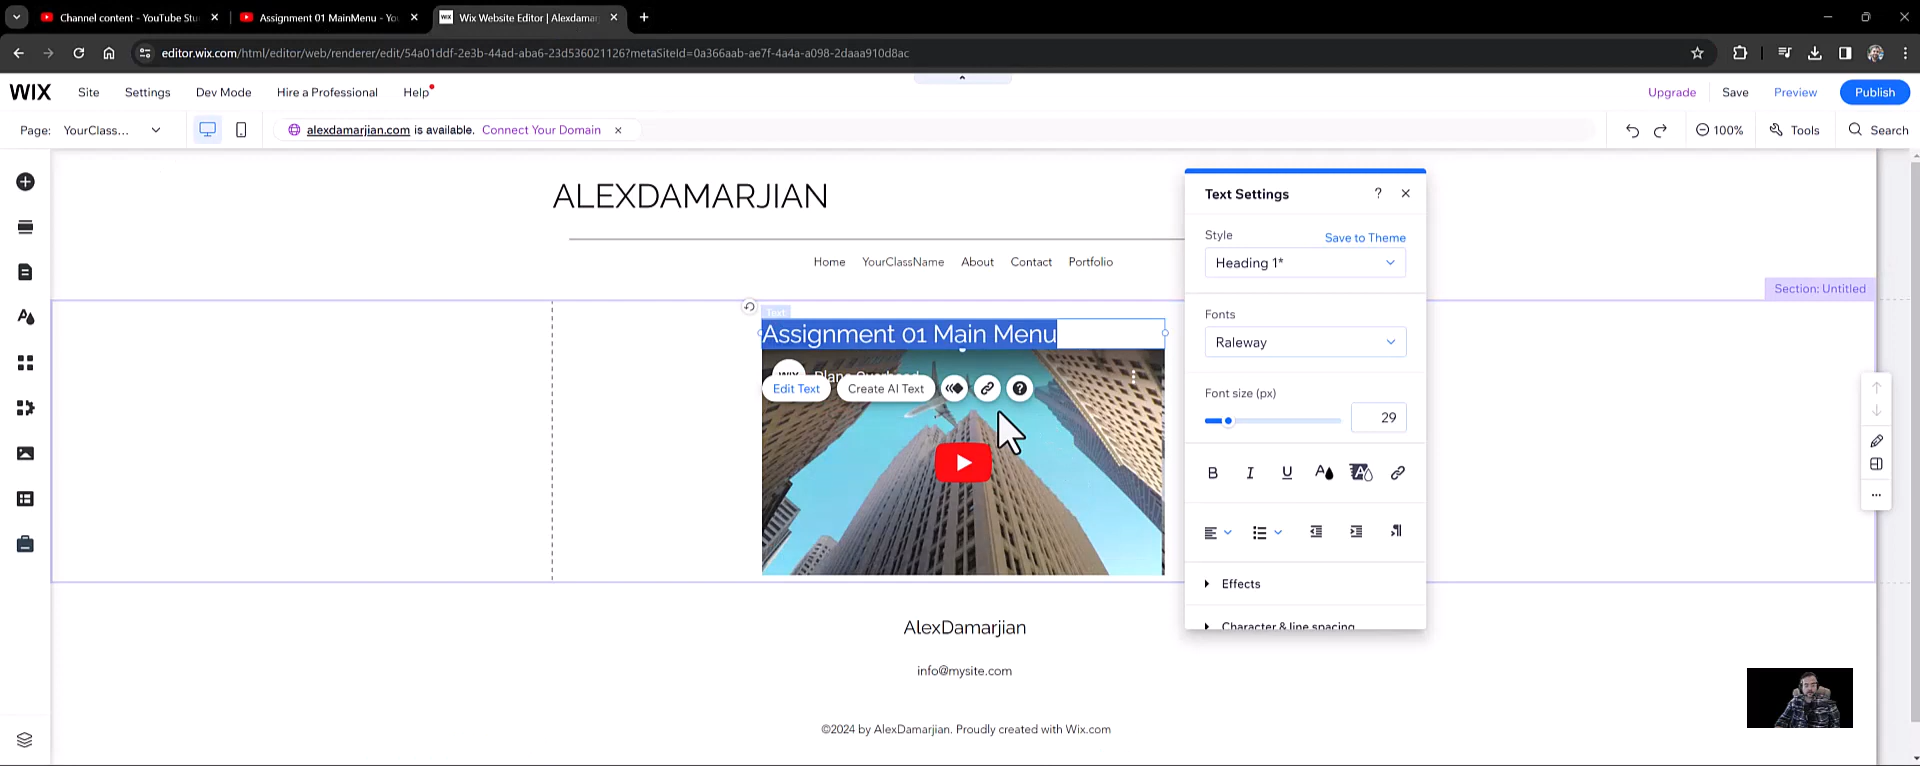 Channel content - YouTube Stu
Assignment 01 MainMenu - Yo
WIX Wix Website Editor | Alexdamar
editor.wix.com/html/editor/web/renderer/edit/54a01ddf-2e3b-44ad-aba6-23d536021126?metaSiteId=0a366aab-ae7f-4a4a-a098-2daaa910d8ac
WIX Site Settings Dev Mode Hire a Professional Help Upgrade Save Preview Publish
Page: YourClass... alexdamarjian.com is available. Connect Your Domain 100% Tools Search
ALEXDAMARJIAN
Home YourClassName About Contact Portfolio
Section: Untitled
Text
Assignment 01 Main Menu
WIX
Edit Text Create AI Text
Text Settings
Style Save to Theme
Heading 1*
Fonts
Raleway
Font size (px)
29
B I U
Effects
Character & line spacing
AlexDamarjian
info@mysite.com
©2024 by AlexDamarjian. Proudly created with Wix.com